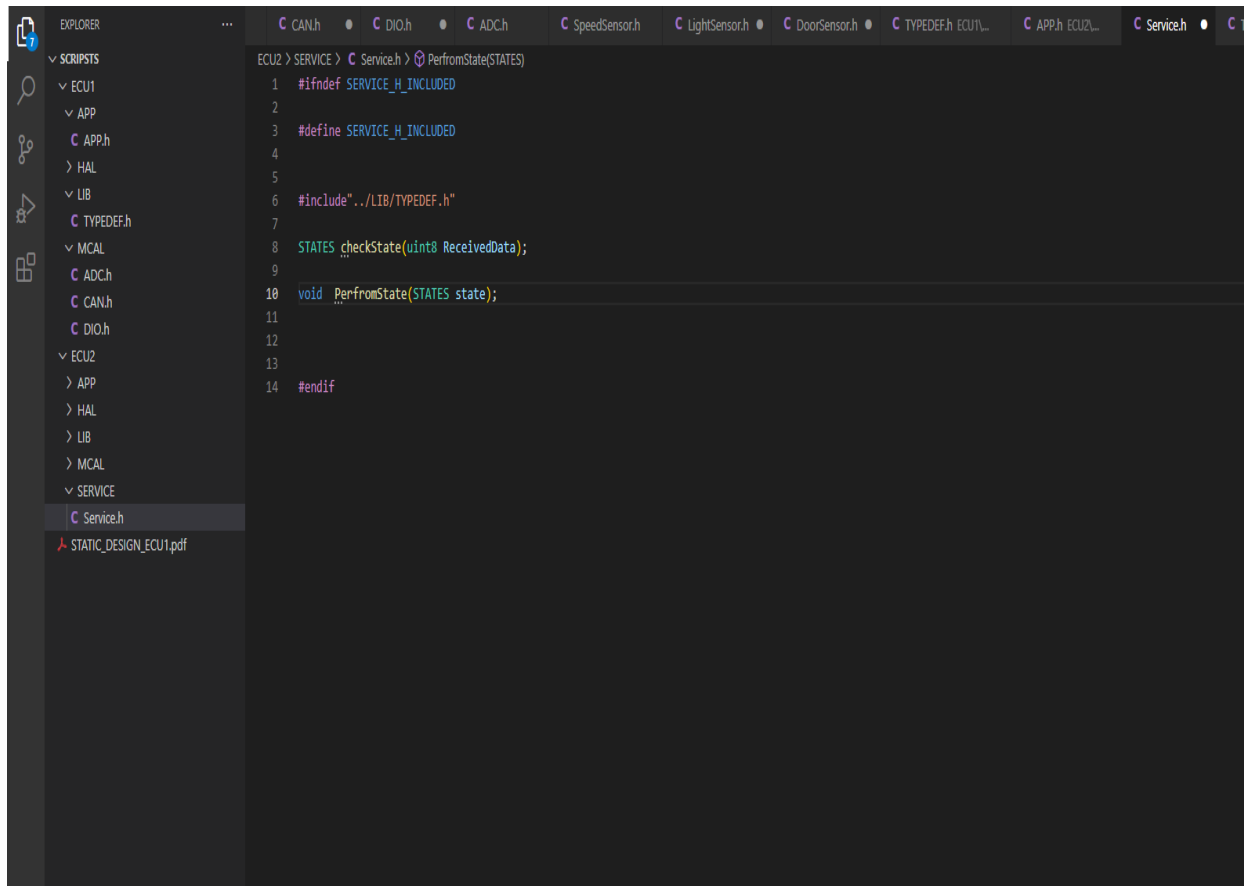 EXPLORER ...
7
SCRIPSTS
ECU1
APP
C APP.h
HAL
LIB
C TYPEDEF.h
MCAL
C ADC.h
C CAN.h
C DIO.h
ECU2
APP
HAL
LIB
MCAL
SERVICE
C Service.h
STATIC_DESIGN_ECU1.pdf
C CAN.h C DIO.h C ADC.h C SpeedSensor.h C LightSensor.h C DoorSensor.h C TYPEDEF.h ECU1\... C APP.h ECU2\... C Service.h C
ECU2 > SERVICE > C Service.h > PerfromState(STATES)
1 #ifndef SERVICE_H_INCLUDED
2
3 #define SERVICE_H_INCLUDED
4
5
6 #include"../LIB/TYPEDEF.h"
7
8 STATES checkState(uint8 ReceivedData);
9
10 void PerfromState(STATES state);
11
12
13
14 #endif